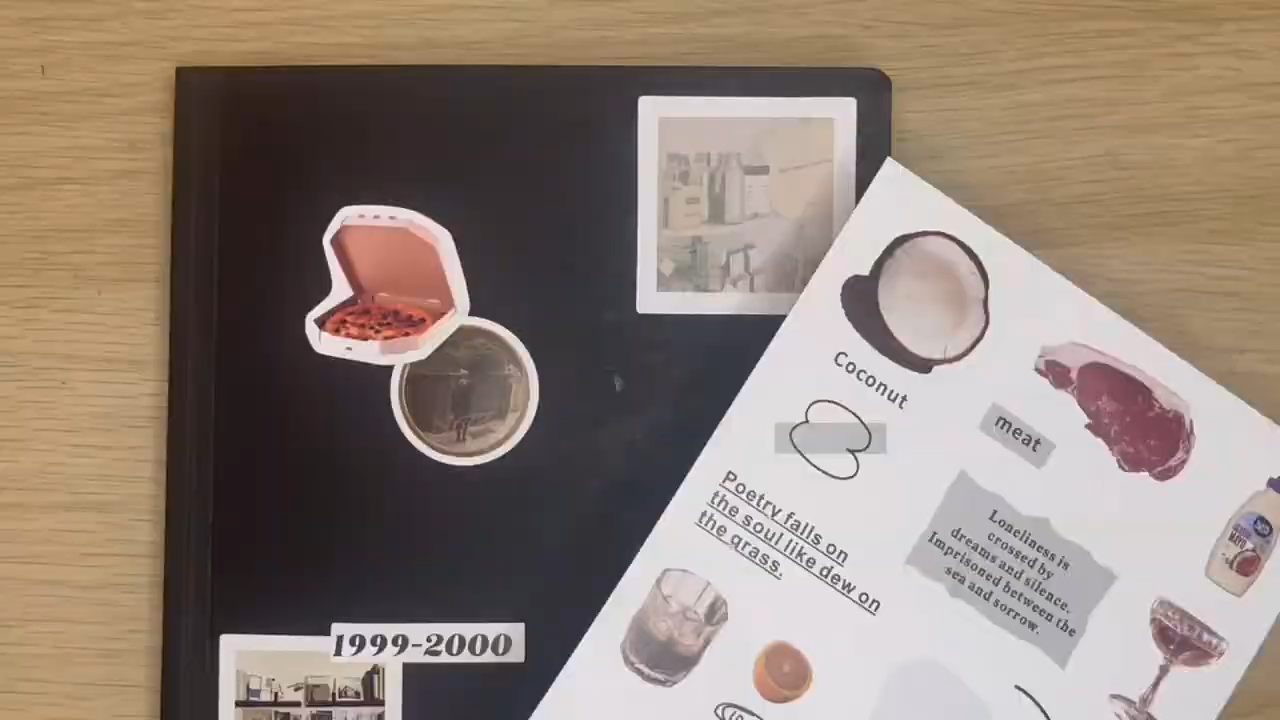 1999-2000
Coconut
meat
Poetry falls on
the soul like dew on
the grass.
Loneliness is
crossed by
dreams and silence.
Imprisoned between the
sea and sorrow.
MAYO